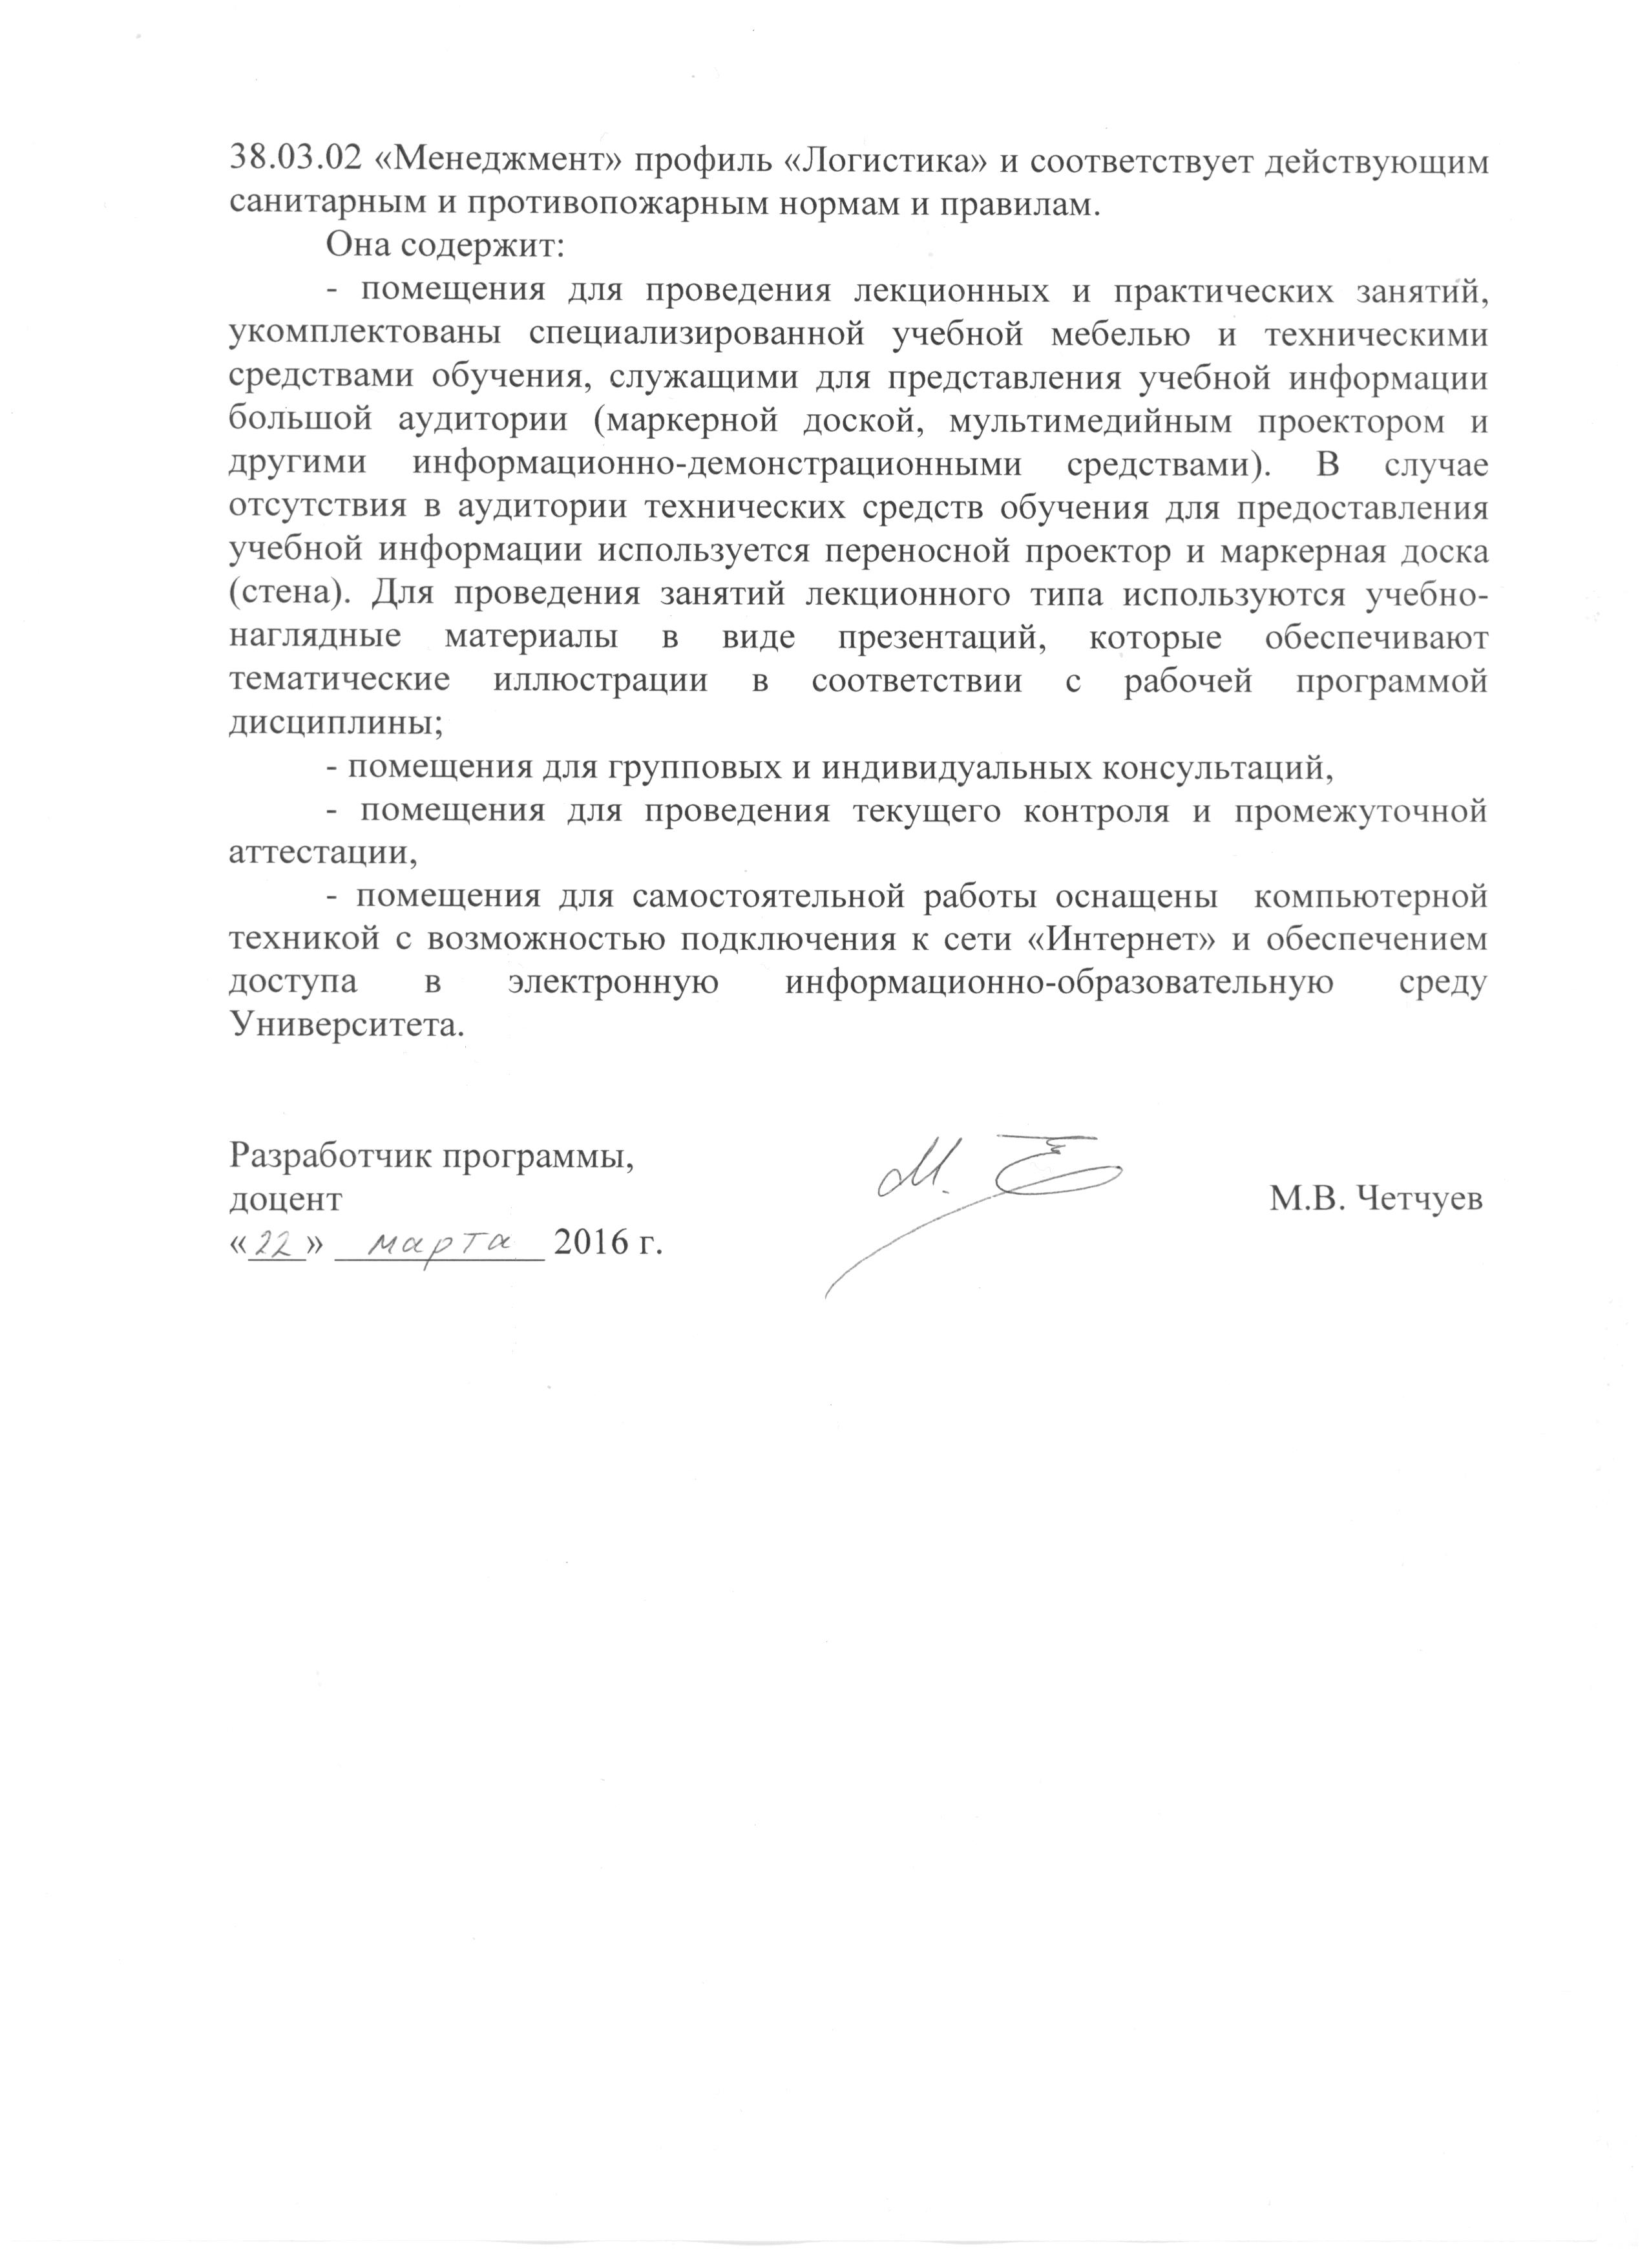 38.03.02 «Менеджмент» профиль «Логистика» и соответствует действующим
санитарным и противопожарным нормам и правилам.
Она содержит:
- помещения для проведения лекционных и практических занятий,
укомплектованы специализированной учебной мебелью и техническими
средствами обучения, служащими для представления учебной информации
большой аудитории (маркерной доской, мультимедийным проектором и
другими информационно-демонстрационными средствами). В случае
отсутствия в аудитории технических средств обучения для предоставления
учебной информации используется переносной проектор и маркерная доска
(стена). Для проведения занятий лекционного типа используются учебно-
наглядные материалы в виде презентаций, которые обеспечивают
тематические иллюстрации в соответствии с рабочей программой
дисциплины;
- помещения для групповых и индивидуальных консультаций,
- помещения для проведения текущего контроля и промежуточной
аттестации,
- помещения для самостоятельной работы оснащены компьютерной
техникой с возможностью подключения к сети «Интернет» и обеспечением
доступа в электронную информационно-образовательную среду
Университета.
Разработчик программы,
доцент М.В. Четчуев
«22» марта 2016 г.